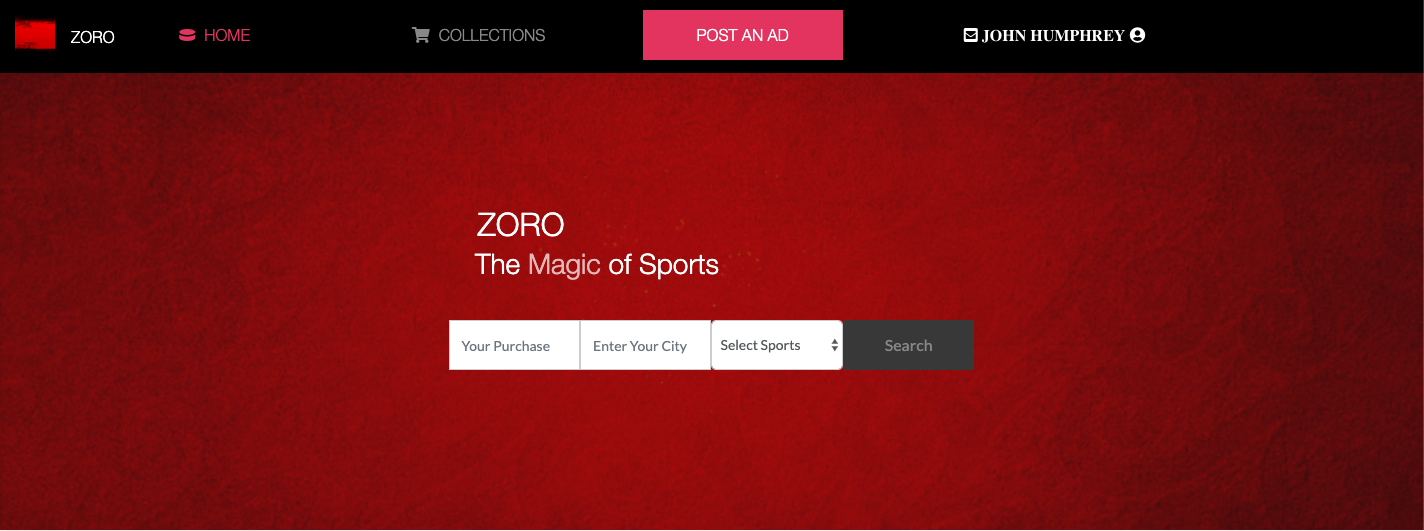 ZORO HOME COLLECTIONS POST AN AD JOHN HUMPHREY
ZORO
The Magic of Sports
Your Purchase Enter Your City Select Sports Search